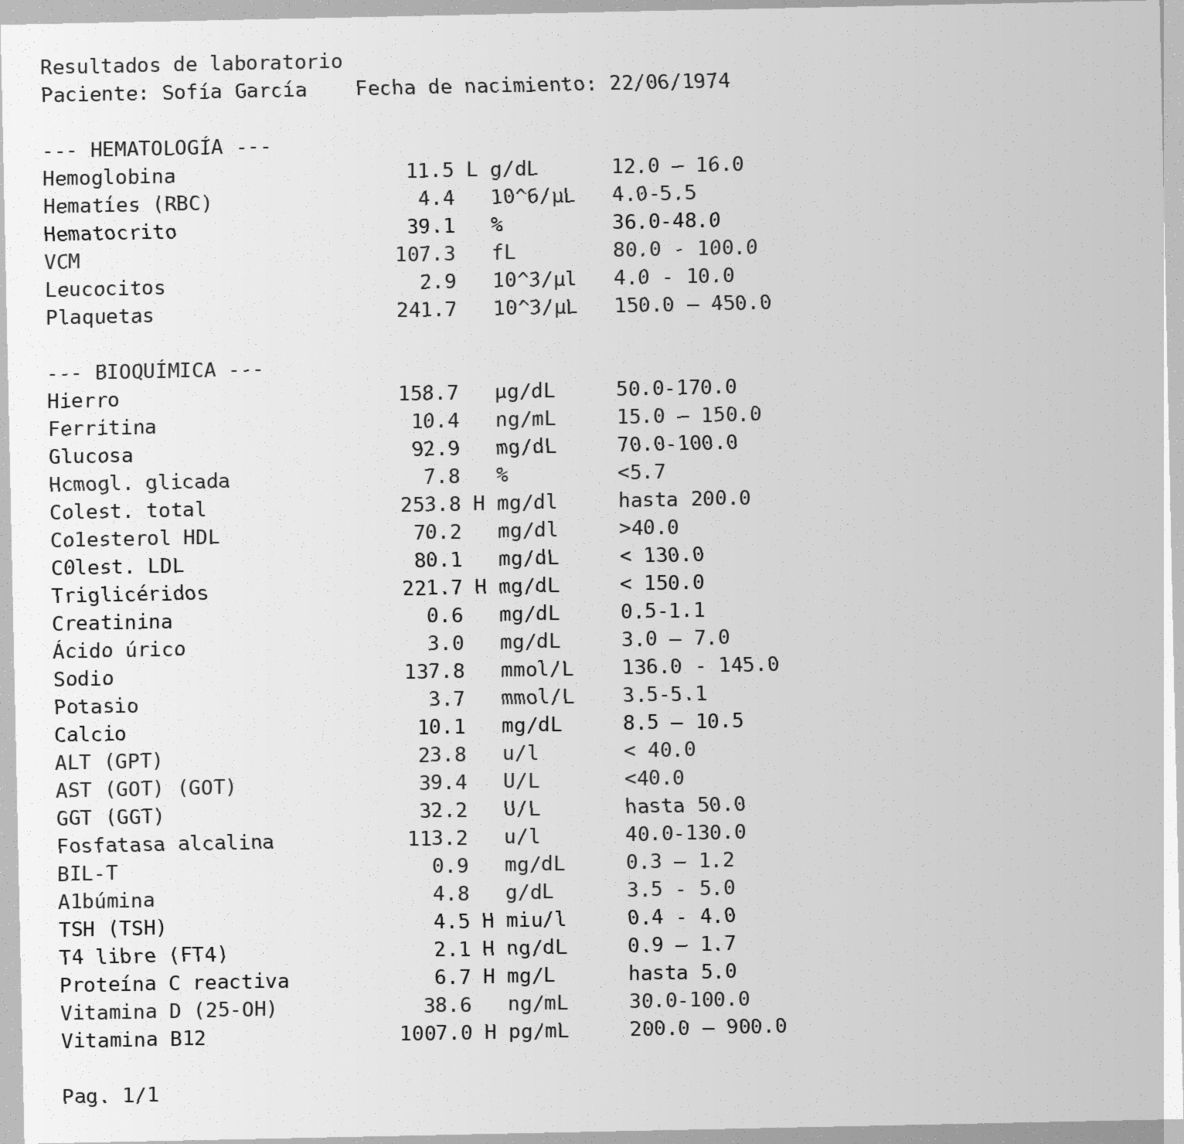 Resultados de laboratorio
Paciente: Sofía García    Fecha de nacimiento: 22/06/1974

--- HEMATOLOGÍA ---
Hemoglobina                   11.5 L g/dL      12.0 – 16.0
Hematíes (RBC)                 4.4   10^6/µL   4.0-5.5
Hematocrito                   39.1   %         36.0-48.0
VCM                          107.3   fL        80.0 - 100.0
Leucocitos                     2.9   10^3/µl   4.0 - 10.0
Plaquetas                    241.7   10^3/µL   150.0 – 450.0

--- BIOQUÍMICA ---
Hierro                       158.7   µg/dL     50.0-170.0
Ferrítina                     10.4   ng/mL     15.0 – 150.0
Glucosa                       92.9   mg/dL     70.0-100.0
Hcmogl. glicada                7.8   %         <5.7
Colest. total                253.8 H mg/dl     hasta 200.0
Co1esterol HDL                70.2   mg/dl     >40.0
C0lest. LDL                   80.1   mg/dL     < 130.0
Triglicéridos                221.7 H mg/dL     < 150.0
Creatinina                     0.6   mg/dL     0.5-1.1
Ácido úrico                    3.0   mg/dL     3.0 – 7.0
Sodio                        137.8   mmol/L    136.0 - 145.0
Potasio                        3.7   mmol/L    3.5-5.1
Calcio                        10.1   mg/dL     8.5 – 10.5
ALT (GPT)                     23.8   u/l       < 40.0
AST (GOT) (GOT)               39.4   U/L       <40.0
GGT (GGT)                     32.2   U/L       hasta 50.0
Fosfatasa alcalina           113.2   u/l       40.0-130.0
BIL-T                          0.9   mg/dL     0.3 – 1.2
A1búmina                       4.8   g/dL      3.5 - 5.0
TSH (TSH)                      4.5 H miu/l     0.4 - 4.0
T4 libre (FT4)                 2.1 H ng/dL     0.9 – 1.7
Proteína C reactiva            6.7 H mg/L      hasta 5.0
Vitamina D (25-OH)            38.6   ng/mL     30.0-100.0
Vitamina B12                1007.0 H pg/mL     200.0 – 900.0

Pag. 1/1